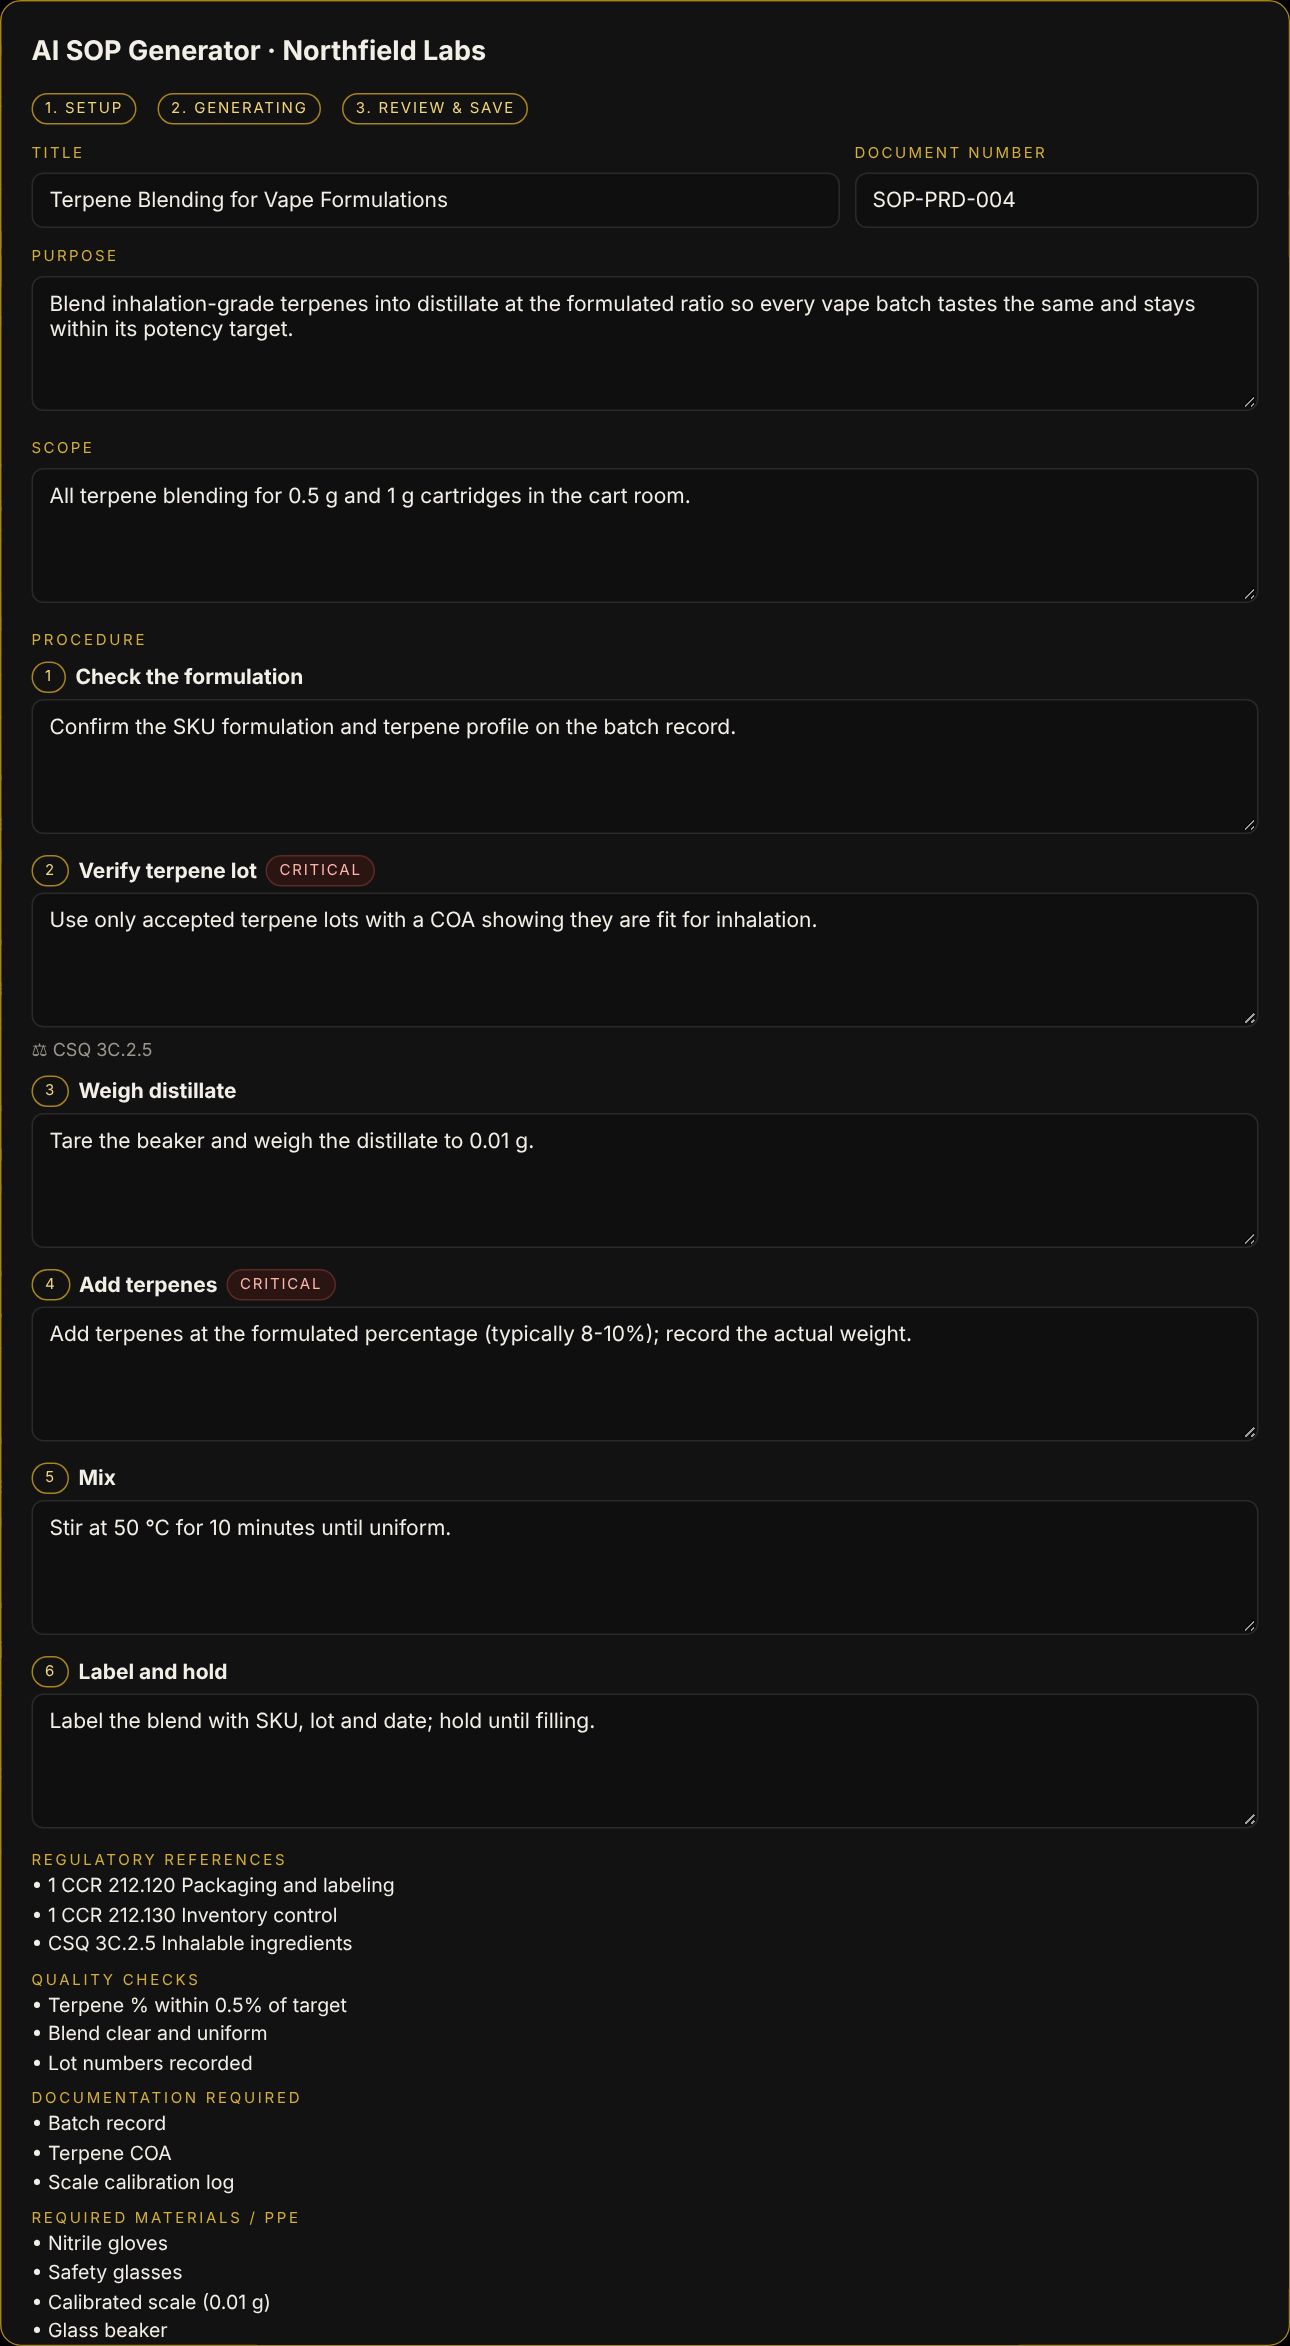 AI SOP Generator · Northfield Labs
1. SETUP 2. GENERATING 3. REVIEW & SAVE
TITLE DOCUMENT NUMBER
Terpene Blending for Vape Formulations SOP-PRD-004
PURPOSE
Blend inhalation-grade terpenes into distillate at the formulated ratio so every vape batch tastes the same and stays
within its potency target.
SCOPE
All terpene blending for 0.5 g and 1 g cartridges in the cart room.
PROCEDURE
1 Check the formulation
Confirm the SKU formulation and terpene profile on the batch record.
2 Verify terpene lot CRITICAL
Use only accepted terpene lots with a COA showing they are fit for inhalation.
⚖ CSQ 3C.2.5
3 Weigh distillate
Tare the beaker and weigh the distillate to 0.01 g.
4 Add terpenes CRITICAL
Add terpenes at the formulated percentage (typically 8-10%); record the actual weight.
5 Mix
Stir at 50 °C for 10 minutes until uniform.
6 Label and hold
Label the blend with SKU, lot and date; hold until filling.
REGULATORY REFERENCES
• 1 CCR 212.120 Packaging and labeling
• 1 CCR 212.130 Inventory control
• CSQ 3C.2.5 Inhalable ingredients
QUALITY CHECKS
• Terpene % within 0.5% of target
• Blend clear and uniform
• Lot numbers recorded
DOCUMENTATION REQUIRED
• Batch record
• Terpene COA
• Scale calibration log
REQUIRED MATERIALS / PPE
• Nitrile gloves
• Safety glasses
• Calibrated scale (0.01 g)
• Glass beaker